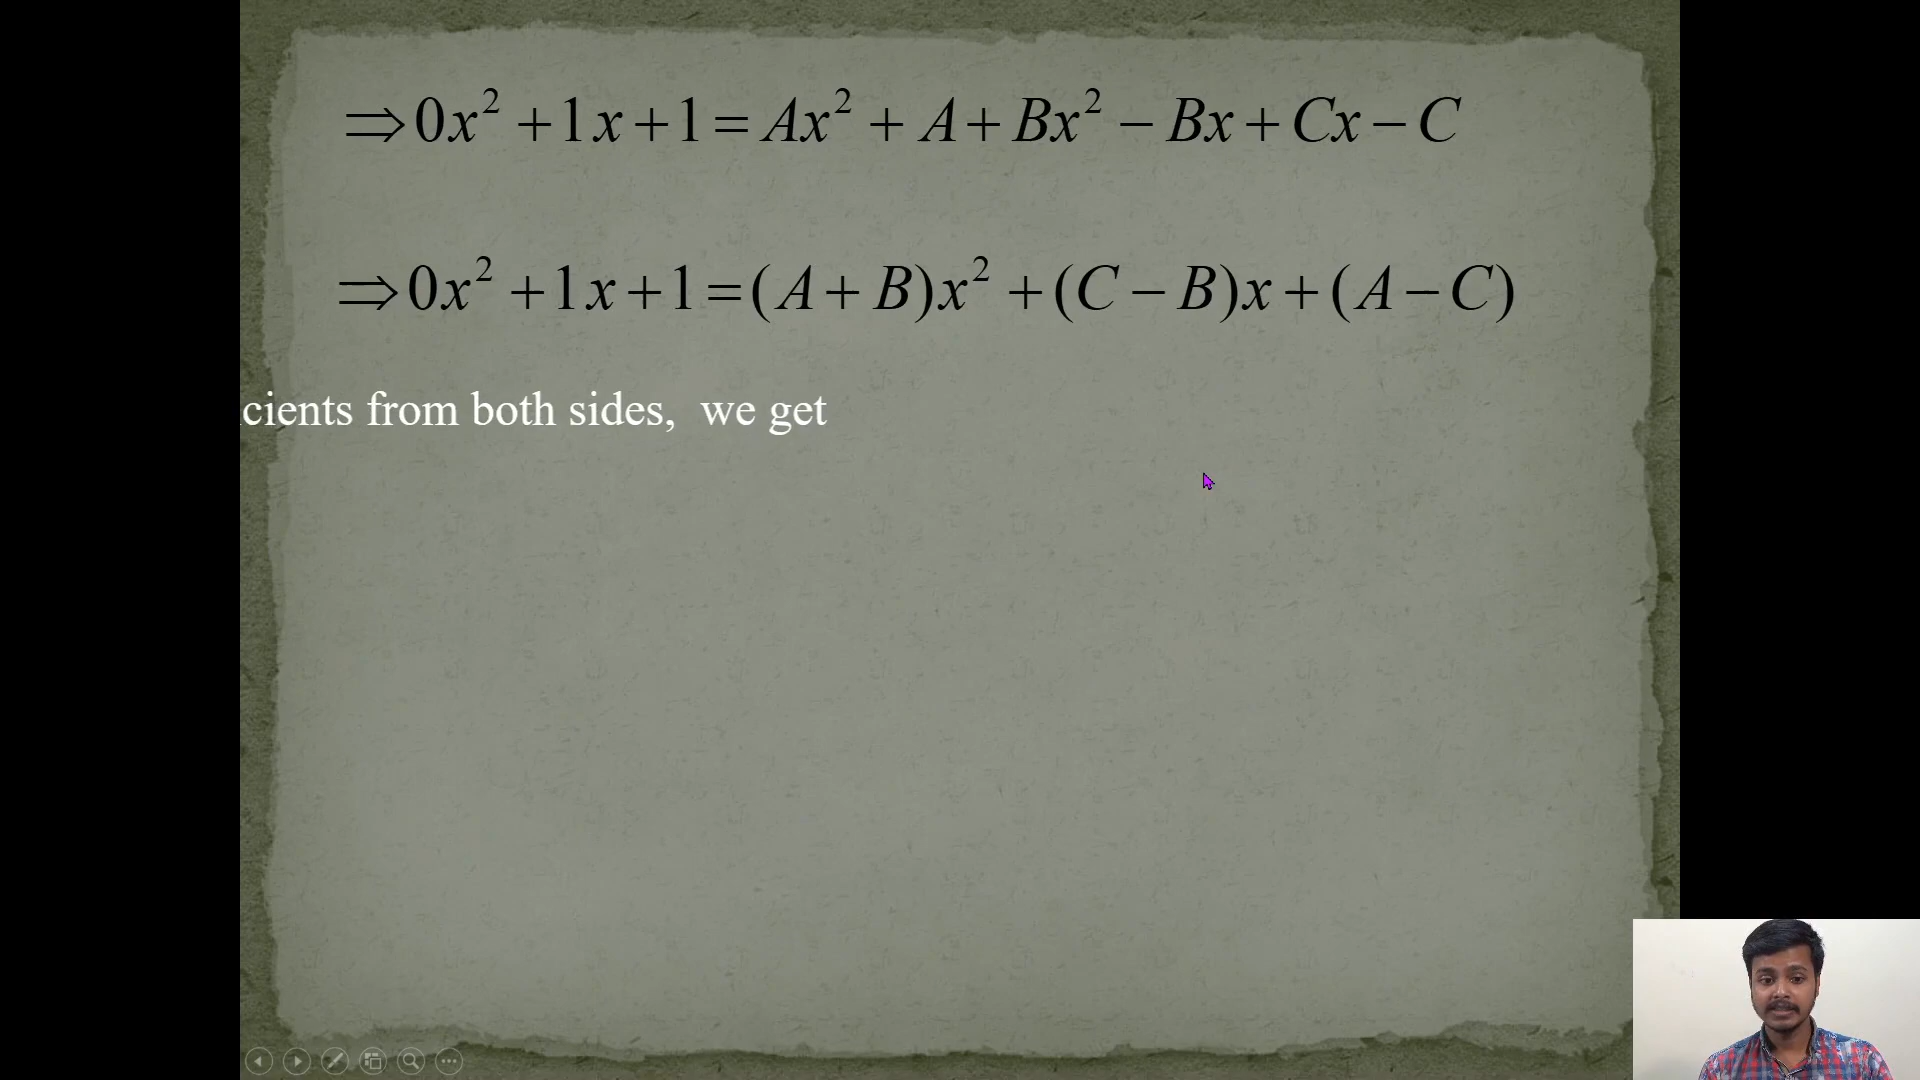 ⇒0x² + 1x + 1 = Ax² + A + Bx² − Bx + Cx − C
⇒0x² + 1x + 1 = (A + B)x² + (C − B)x + (A − C)
cients from both sides, we get